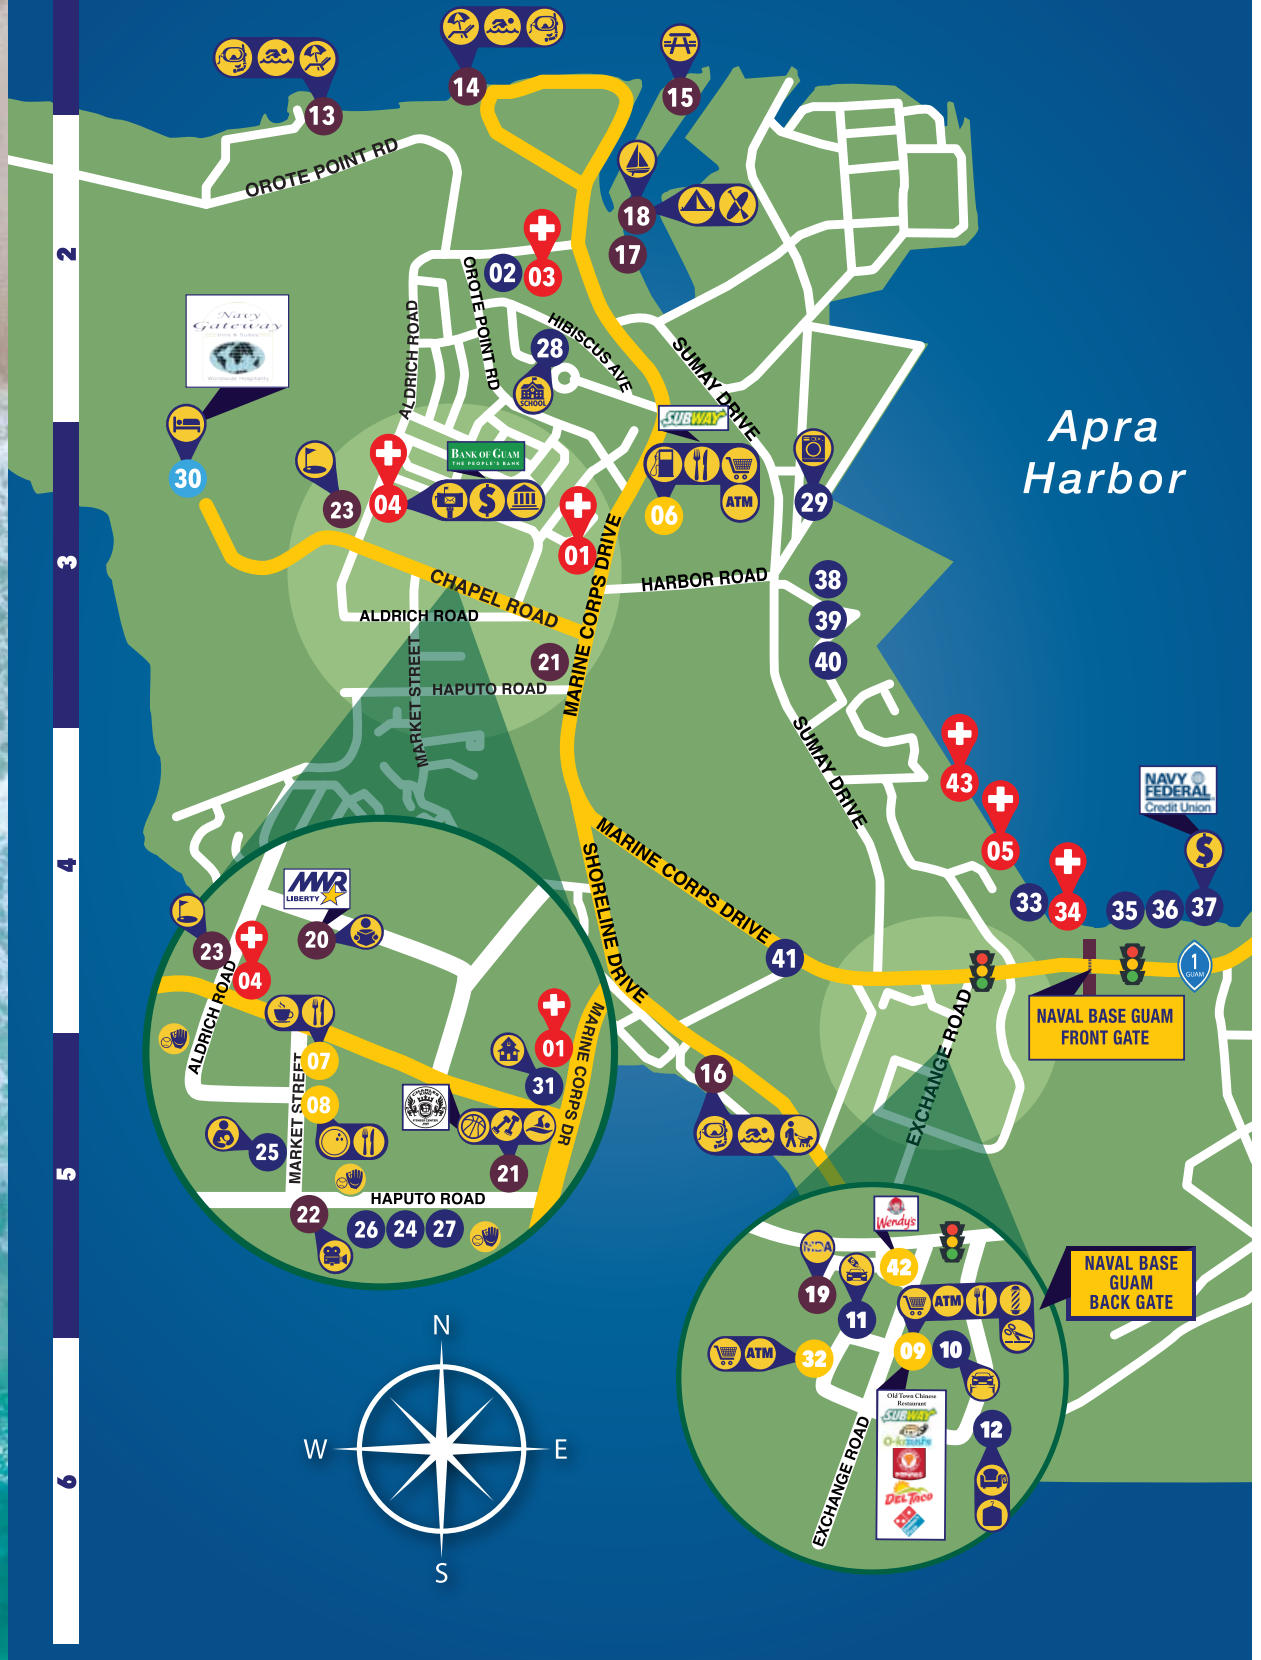 13
14
15
OROTE POINT RD
18
17
2
02
03
OROTE POINT RD
Navy
Gateway
Inns & Suites
ALDRICH ROAD
HIBISCUS AVE
28
SCHOOL
SUMAY DRIVE
SUBWAY
Apra
Harbor
30
BANK OF GUAM
THE PEOPLE'S BANK
23
04
01
06
ATM
29
3
MARINE CORPS DRIVE
HARBOR ROAD
CHAPEL ROAD
ALDRICH ROAD
38
39
40
21
MARKET STREET
HAPUTO ROAD
SUMAY DRIVE
43
NAVY
FEDERAL
Credit Union
05
4
MARINE CORPS DRIVE
SHORELINE DRIVE
33
34
35
36
37
MWR
LIBERTY
20
23
04
41
1
GUAM
NAVAL BASE GUAM
FRONT GATE
ALDRICH ROAD
MARINE CORPS DR
EXCHANGE ROAD
07
01
31
16
MARKET STREET
08
25
21
5
HAPUTO ROAD
22
26
24
27
Wendy's
MDA
42
19
11
ATM
NAVAL BASE
GUAM
BACK GATE
ATM
32
09
10
N
W
E
S
Old Town Chinese
Restaurant
SUBWAY
POPEYES
DEL TACO
12
EXCHANGE ROAD
6